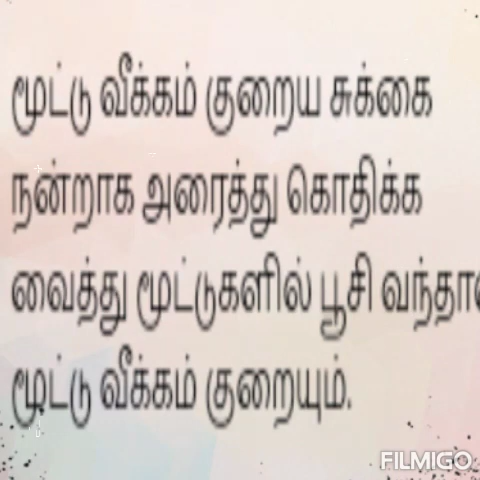 மூட்டு வீக்கம் குறைய சுக்கை
நன்றாக அரைத்து கொதிக்க
வைத்து மூட்டுகளில் பூசி வந்தால்
மூட்டு வீக்கம் குறையும்.
FILMIGO